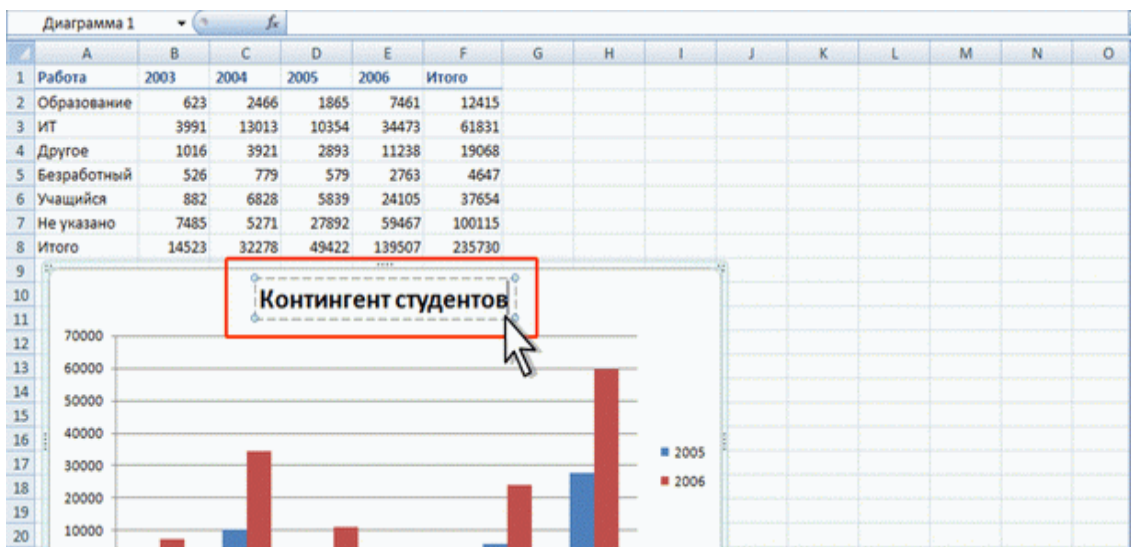 Диаграмма 1 fx
A B C D E F G H I J K L M N O
1 Работа 2003 2004 2005 2006 Итого
2 Образование 623 2466 1865 7461 12415
3 ИТ 3991 13013 10354 34473 61831
4 Другое 1016 3921 2893 11238 19068
5 Безработный 526 779 579 2763 4647
6 Учащийся 882 6828 5839 24105 37654
7 Не указано 7485 5271 27892 59467 100115
8 Итого 14523 32278 49422 139507 235730
9
10 Контингент студентов
11
12 70000
13 60000
14
15 50000
16 40000
17 30000 2005
18 20000 2006
19
20 10000